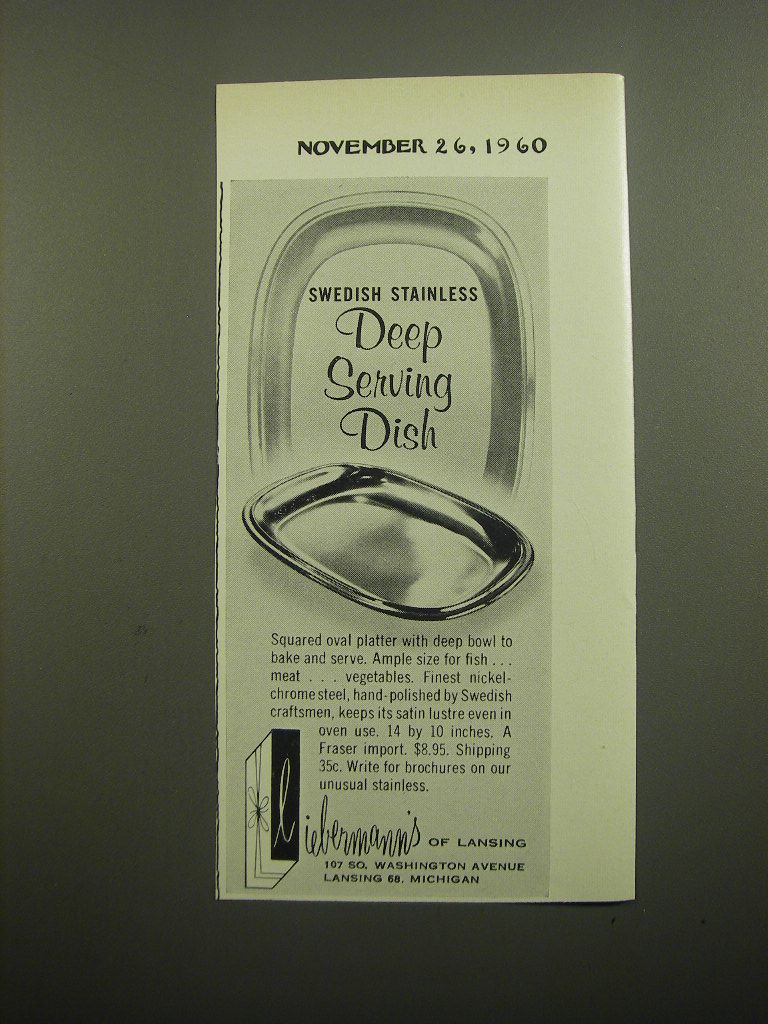 NOVEMBER 26, 1960
SWEDISH STAINLESS
Deep
Serving
Dish
Squared oval platter with deep bowl to
bake and serve. Ample size for fish . . .
meat . . . vegetables. Finest nickel-
chrome steel, hand-polished by Swedish
craftsmen, keeps its satin lustre even in
oven use. 14 by 10 inches. A
Fraser import. $8.95. Shipping
35c. Write for brochures on our
unusual stainless.
liebermann's OF LANSING
107 SO. WASHINGTON AVENUE
LANSING 68, MICHIGAN